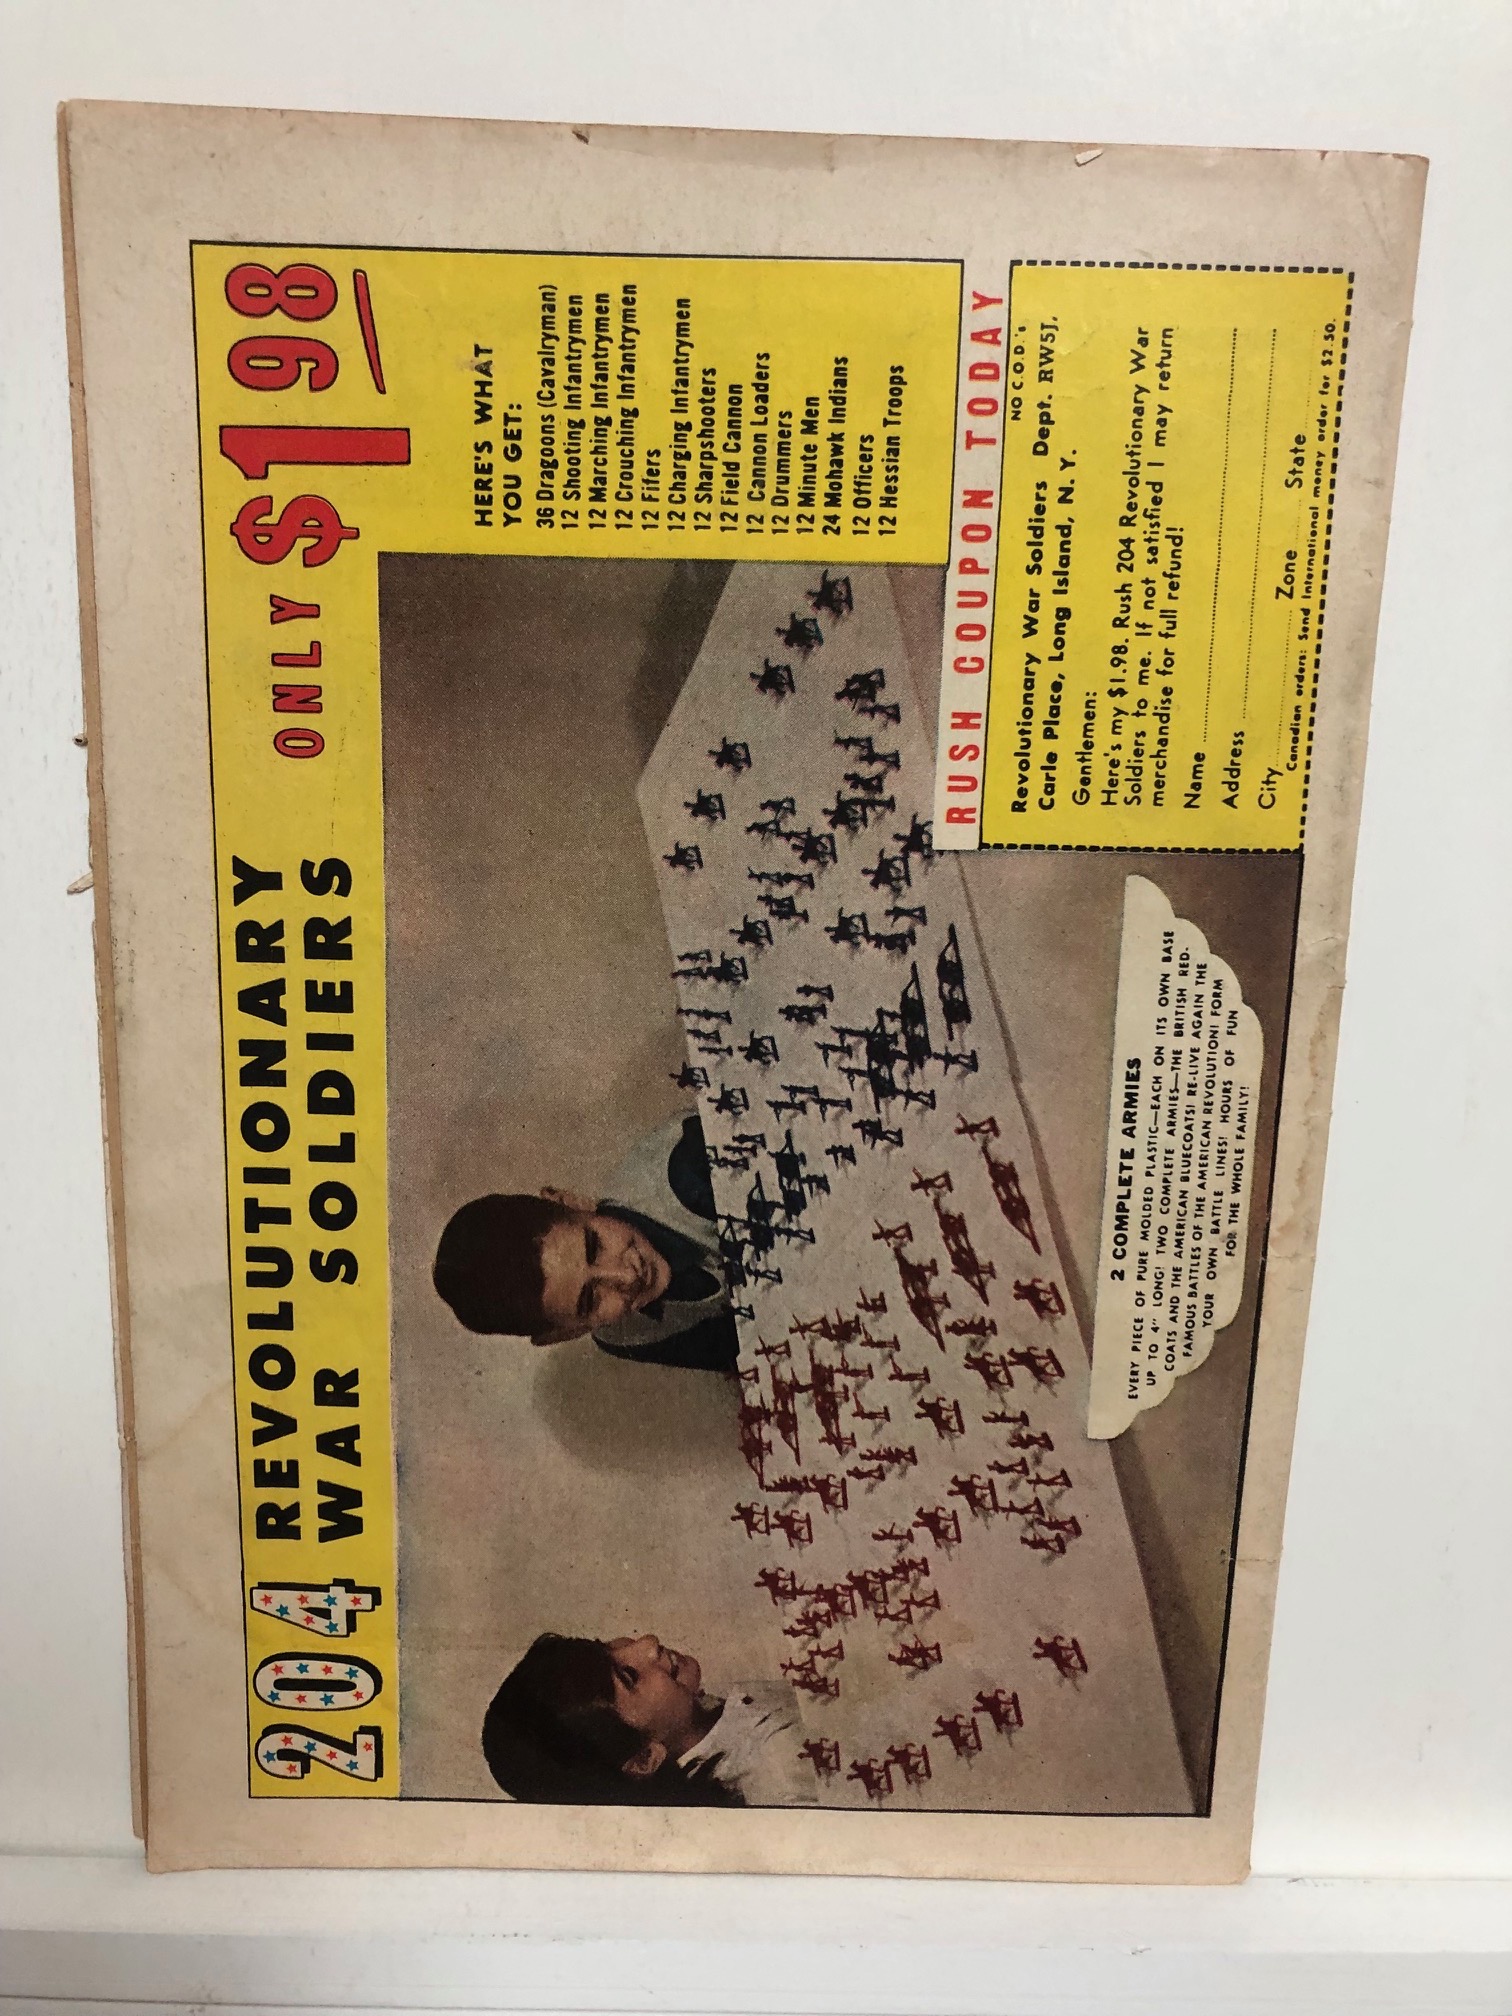 204 REVOLUTIONARY
WAR SOLDIERS
ONLY $1 98
HERE'S WHAT
YOU GET:
36 Dragoons (Cavalryman)
12 Shooting Infantrymen
12 Marching Infantrymen
12 Crouching Infantrymen
12 Fifers
12 Charging Infantrymen
12 Sharpshooters
12 Field Cannon
12 Cannon Loaders
12 Drummers
12 Minute Men
24 Mohawk Indians
12 Officers
12 Hessian Troops
RUSH COUPON TODAY
NO C.O.D.'s
Revolutionary War Soldiers Dept. RW5J,
Carle Place, Long Island, N. Y.
Gentlemen:
Here's my $1.98. Rush 204 Revolutionary War
Soldiers to me. If not satisfied I may return
merchandise for full refund!
Name
Address
City Zone State
Canadian orders: Send International money order for $2.50.
2 COMPLETE ARMIES
EVERY PIECE OF PURE MOLDED PLASTIC—EACH ON ITS OWN BASE
UP TO 4" LONG! TWO COMPLETE ARMIES—THE BRITISH RED-
COATS AND THE AMERICAN BLUECOATS! RE-LIVE AGAIN THE
FAMOUS BATTLES OF THE AMERICAN REVOLUTION! FORM
YOUR OWN BATTLE LINES! HOURS OF FUN
FOR THE WHOLE FAMILY!